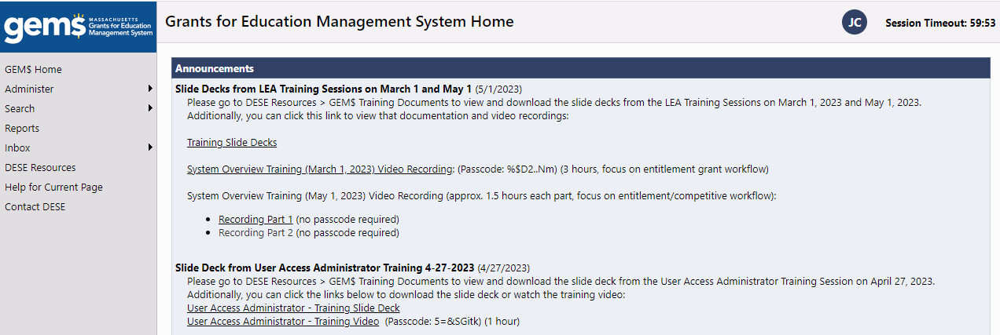 gem$ MASSACHUSETTS
Grants for Education
Management System
Grants for Education Management System Home
JC
Session Timeout: 59:53
GEM$ Home
Administer
Search
Reports
Inbox
DESE Resources
Help for Current Page
Contact DESE
Announcements
Slide Decks from LEA Training Sessions on March 1 and May 1 (5/1/2023)
Please go to DESE Resources > GEM$ Training Documents to view and download the slide decks from the LEA Training Sessions on March 1, 2023 and May 1, 2023.
Additionally, you can click this link to view that documentation and video recordings:
Training Slide Decks
System Overview Training (March 1, 2023) Video Recording: (Passcode: %$D2..Nm) (3 hours, focus on entitlement grant workflow)
System Overview Training (May 1, 2023) Video Recording (approx. 1.5 hours each part, focus on entitlement/competitive workflow):
• Recording Part 1 (no passcode required)
• Recording Part 2 (no passcode required)
Slide Deck from User Access Administrator Training 4-27-2023 (4/27/2023)
Please go to DESE Resources > GEM$ Training Documents to view and download the slide deck from the User Access Administrator Training Session on April 27, 2023.
Additionally, you can click the links below to download the slide deck or watch the training video:
User Access Administrator - Training Slide Deck
User Access Administrator - Training Video (Passcode: 5=&SGitk) (1 hour)